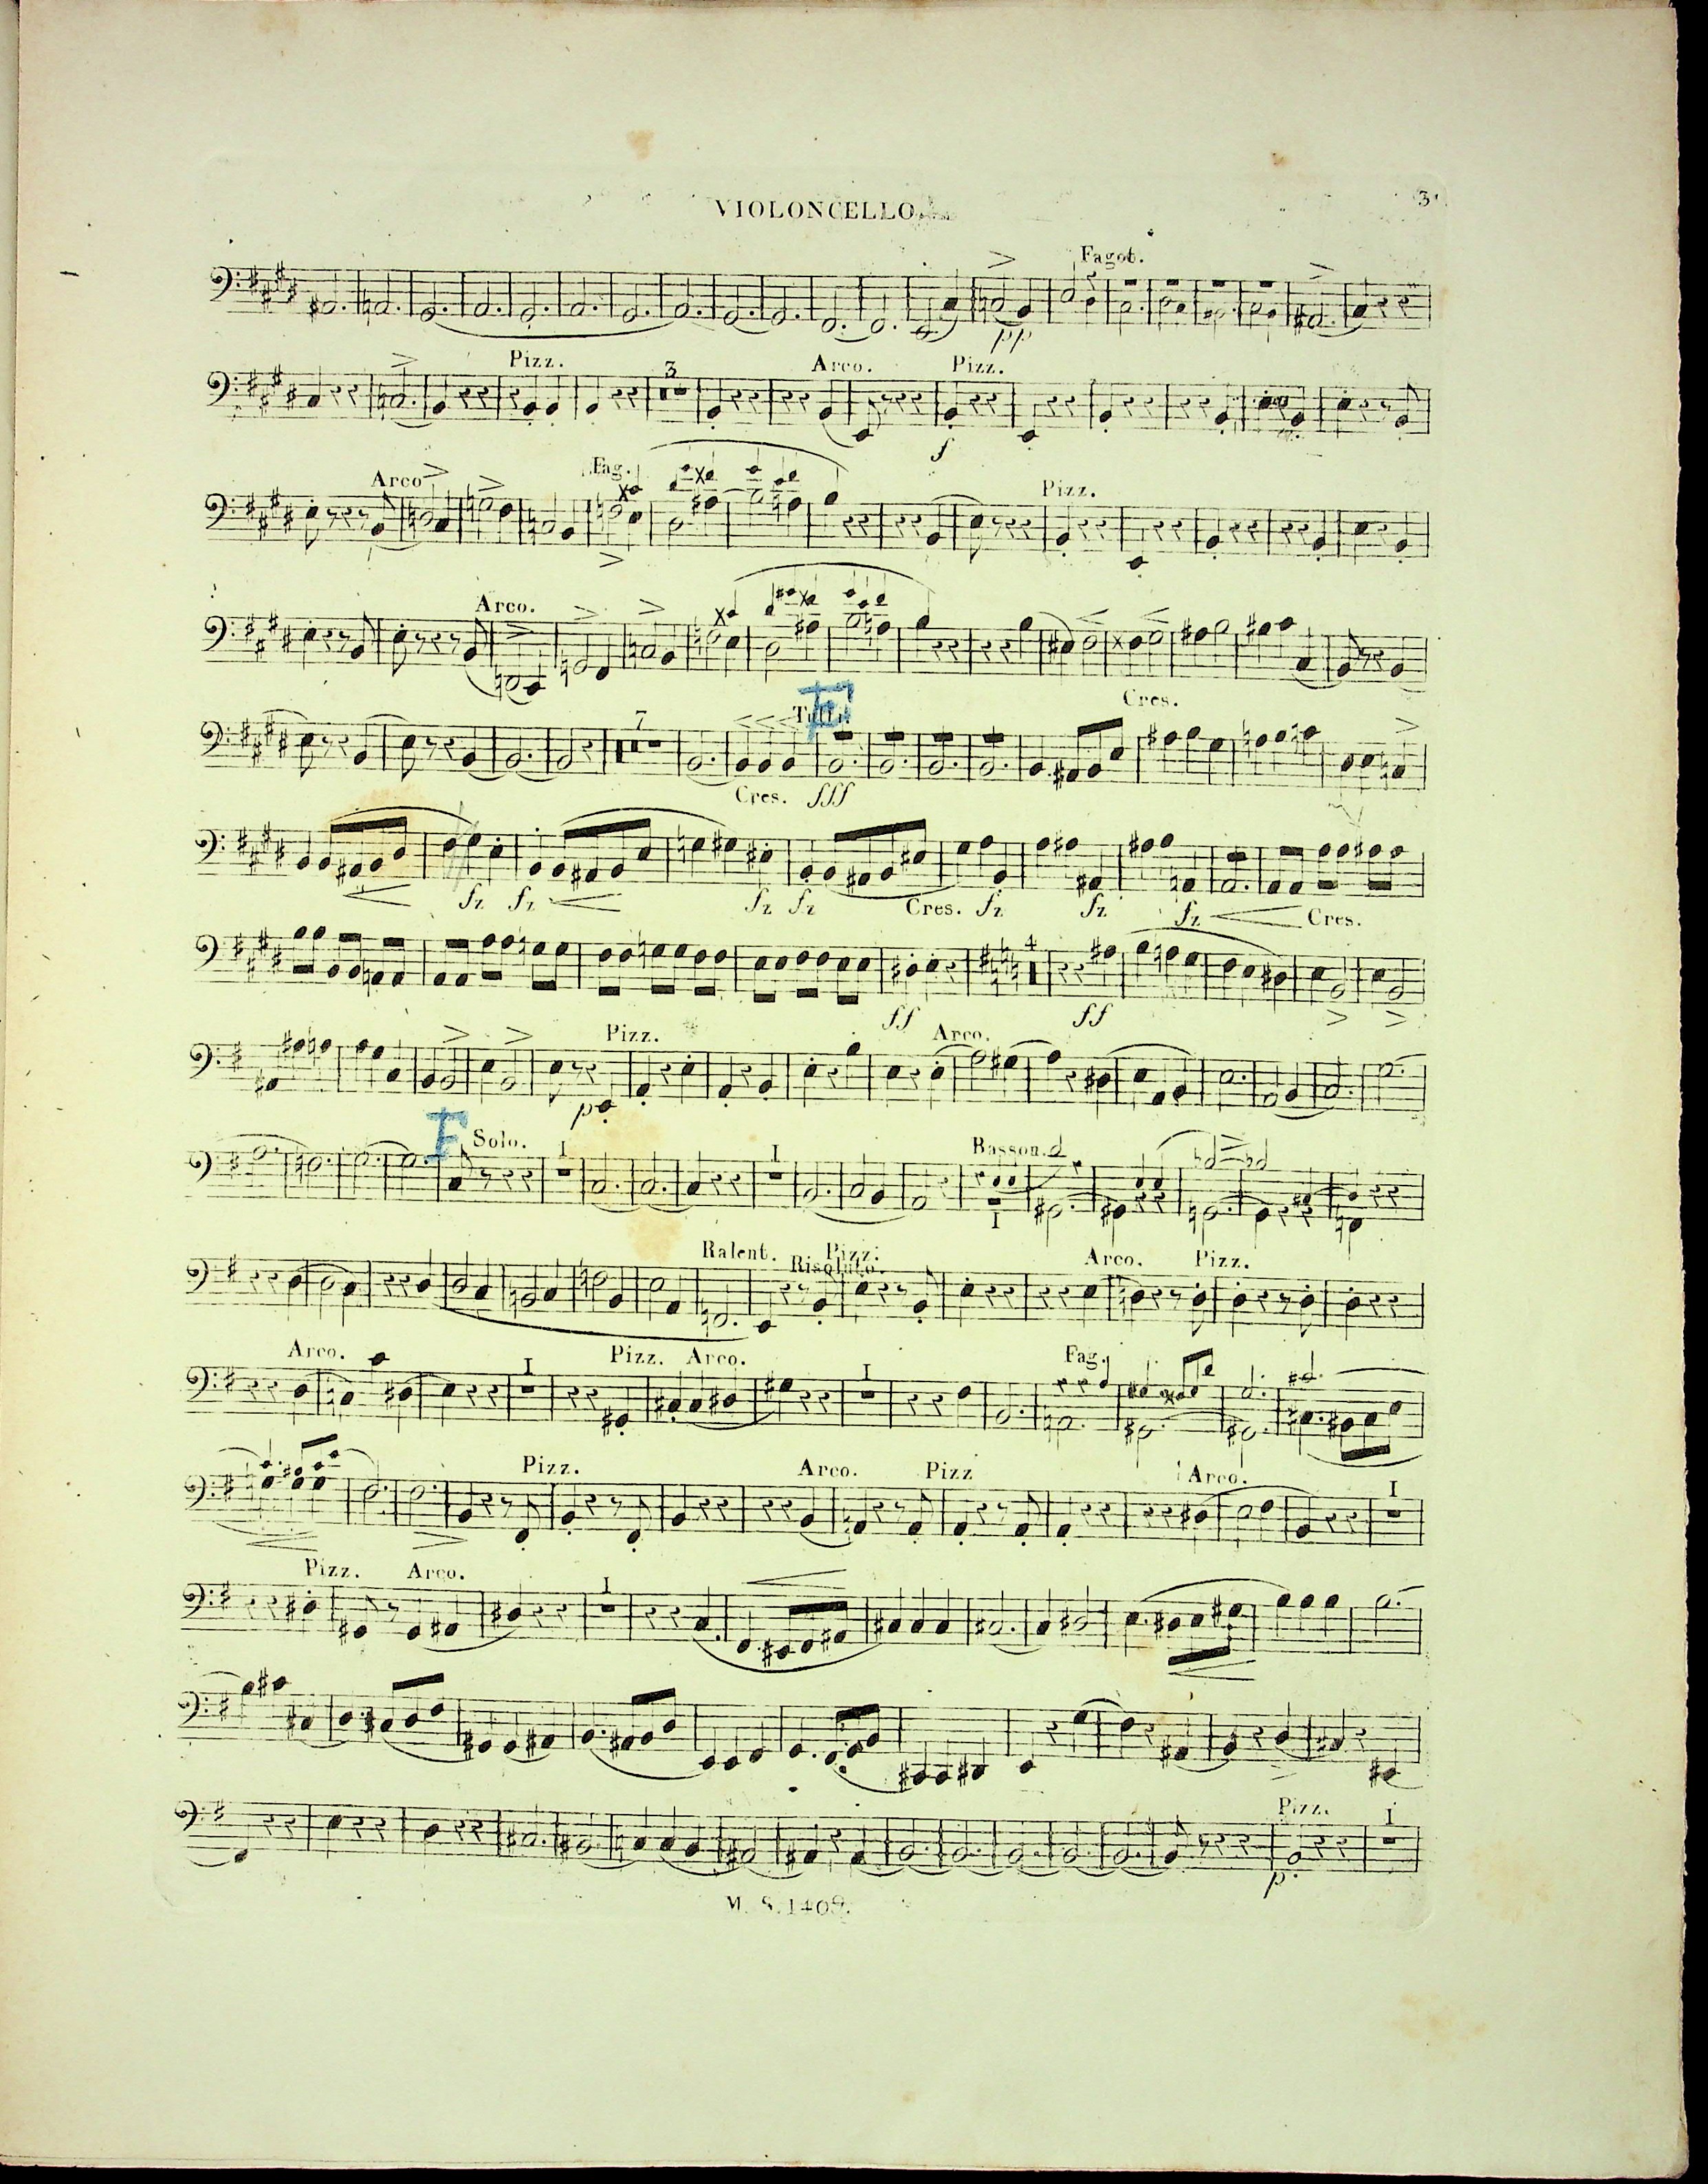 VIOLONCELLO
3
Fagot.
pp
Pizz. 3 Arco. Pizz.
f
Arco Fag. Pizz.
Arco.
Cres.
7 Tutti E
Cres. fff
fz fz fz fz Cres. fz fz fz Cres.
4
ff ff
Pizz. Arco.
p
F Solo. I I Basson.
I
Ralent. Risoluto. Pizz. Arco. Pizz.
Arco. I Pizz. Arco. I Fag.
Pizz. Arco. Pizz Arco. I
Pizz. Arco. I
Pizz. I
p
M. S. 1409.